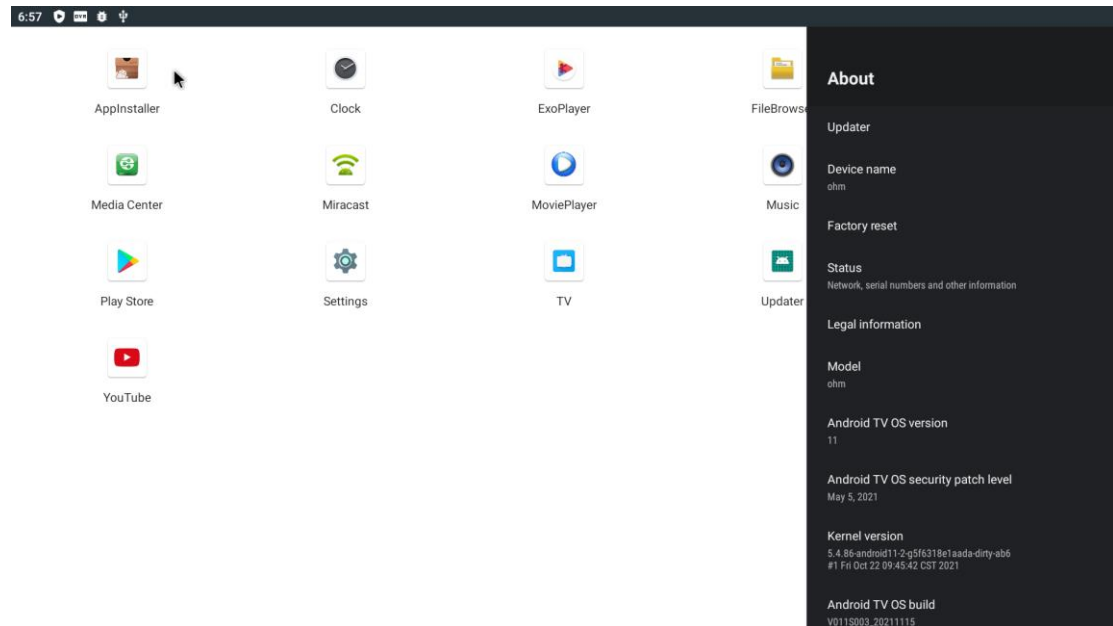 6:57
AppInstaller
Clock
ExoPlayer
FileBrowse
Media Center
Miracast
MoviePlayer
Music
Play Store
Settings
TV
Updater
YouTube
About
Updater
Device name
ohm
Factory reset
Status
Network, serial numbers and other information
Legal information
Model
ohm
Android TV OS version
11
Android TV OS security patch level
May 5, 2021
Kernel version
5.4.86-android11-2-g5f6318e1aada-dirty-ab6
#1 Fri Oct 22 09:45:42 CST 2021
Android TV OS build
V011S003_20211115